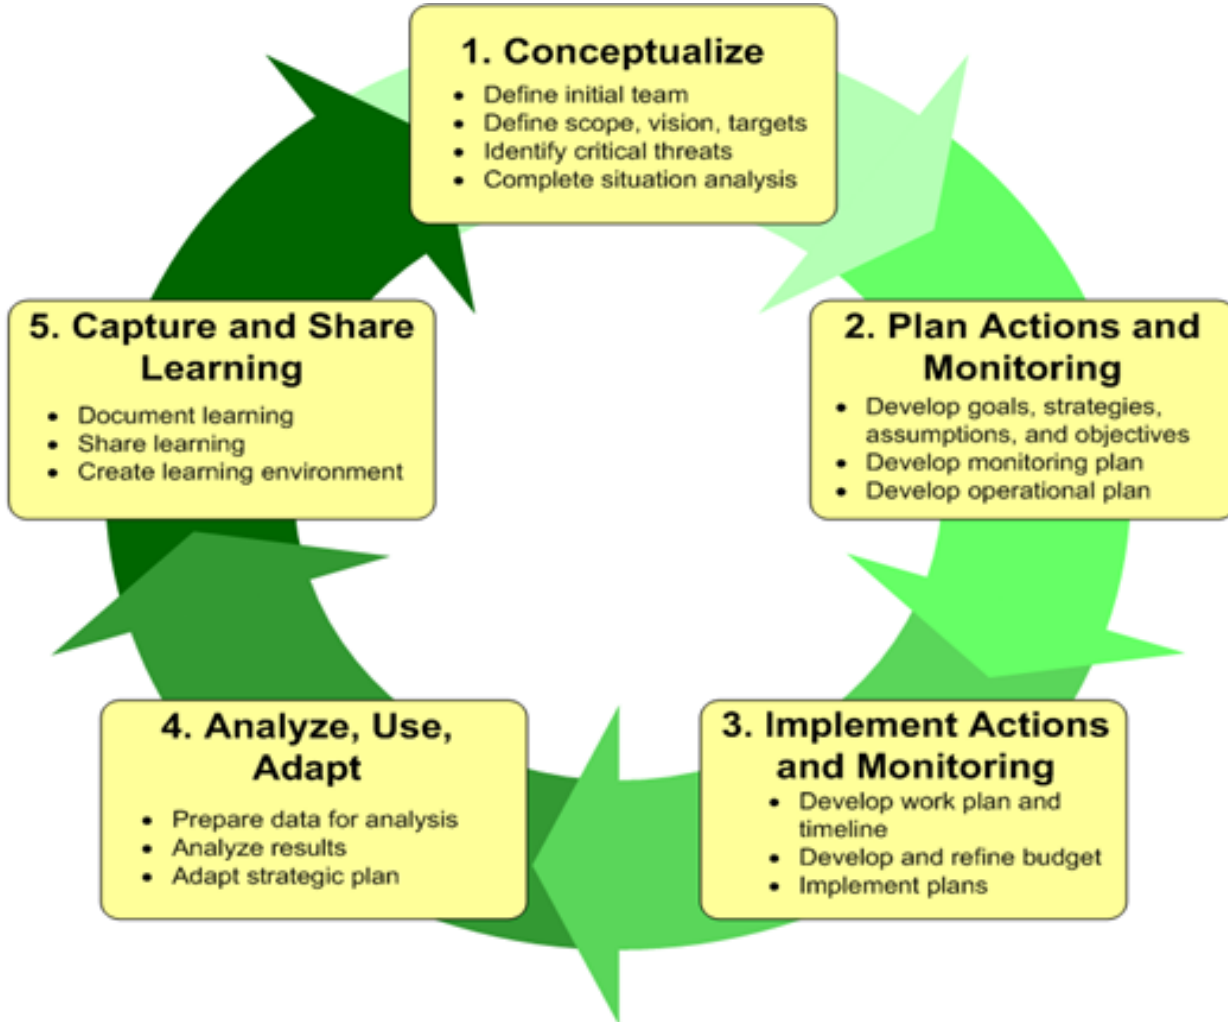 1. Conceptualize
• Define initial team
• Define scope, vision, targets
• Identify critical threats
• Complete situation analysis
2. Plan Actions and
Monitoring
• Develop goals, strategies,
assumptions, and objectives
• Develop monitoring plan
• Develop operational plan
3. Implement Actions
and Monitoring
• Develop work plan and
timeline
• Develop and refine budget
• Implement plans
4. Analyze, Use,
Adapt
• Prepare data for analysis
• Analyze results
• Adapt strategic plan
5. Capture and Share
Learning
• Document learning
• Share learning
• Create learning environment